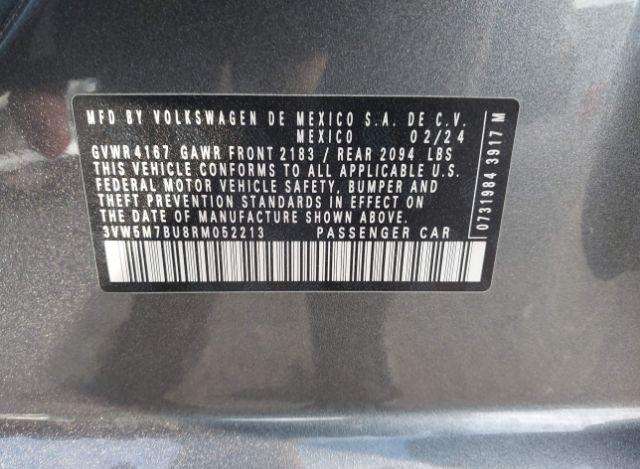 MFD BY VOLKSWAGEN DE MEXICO S.A. DE C.V.
MEXICO 02/24
GVWR 4167 GAWR FRONT 2183 / REAR 2094 LBS
THIS VEHICLE CONFORMS TO ALL APPLICABLE U.S.
FEDERAL MOTOR VEHICLE SAFETY, BUMPER AND
THEFT PREVENTION STANDARDS IN EFFECT ON
THE DATE OF MANUFACTURE SHOWN ABOVE.
3VW5M7BU8RM052213 PASSENGER CAR
0731984 3917 M